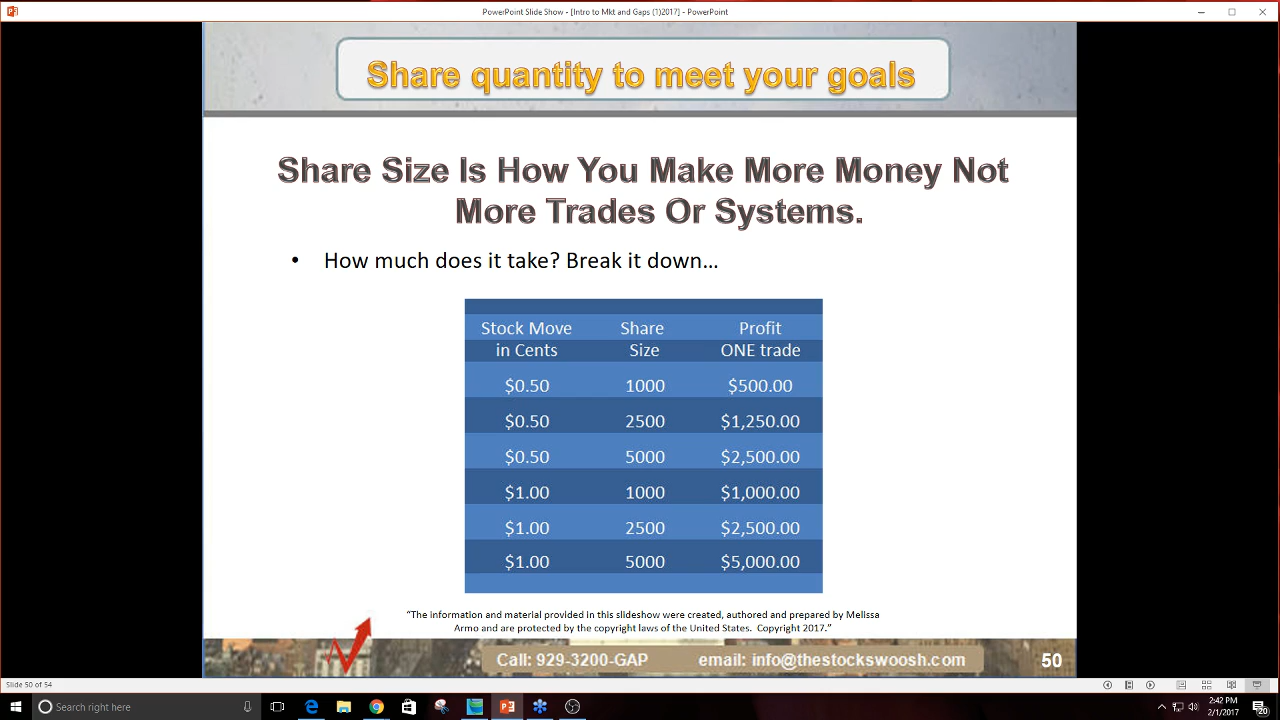 PowerPoint Slide Show - [Intro to Mkt and Gaps (1)2017] - PowerPoint
Share quantity to meet your goals
Share Size Is How You Make More Money Not
More Trades Or Systems.
• How much does it take? Break it down...
Stock Move Share Profit
in Cents Size ONE trade
$0.50 1000 $500.00
$0.50 2500 $1,250.00
$0.50 5000 $2,500.00
$1.00 1000 $1,000.00
$1.00 2500 $2,500.00
$1.00 5000 $5,000.00
“The information and material provided in this slideshow were created, authored and prepared by Melissa
Armo and are protected by the copyright laws of the United States. Copyright 2017.”
Call: 929-3200-GAP email: info@thestockswoosh.com 50
Slide 50 of 54
Search right here
2:42 PM
2/1/2017
20